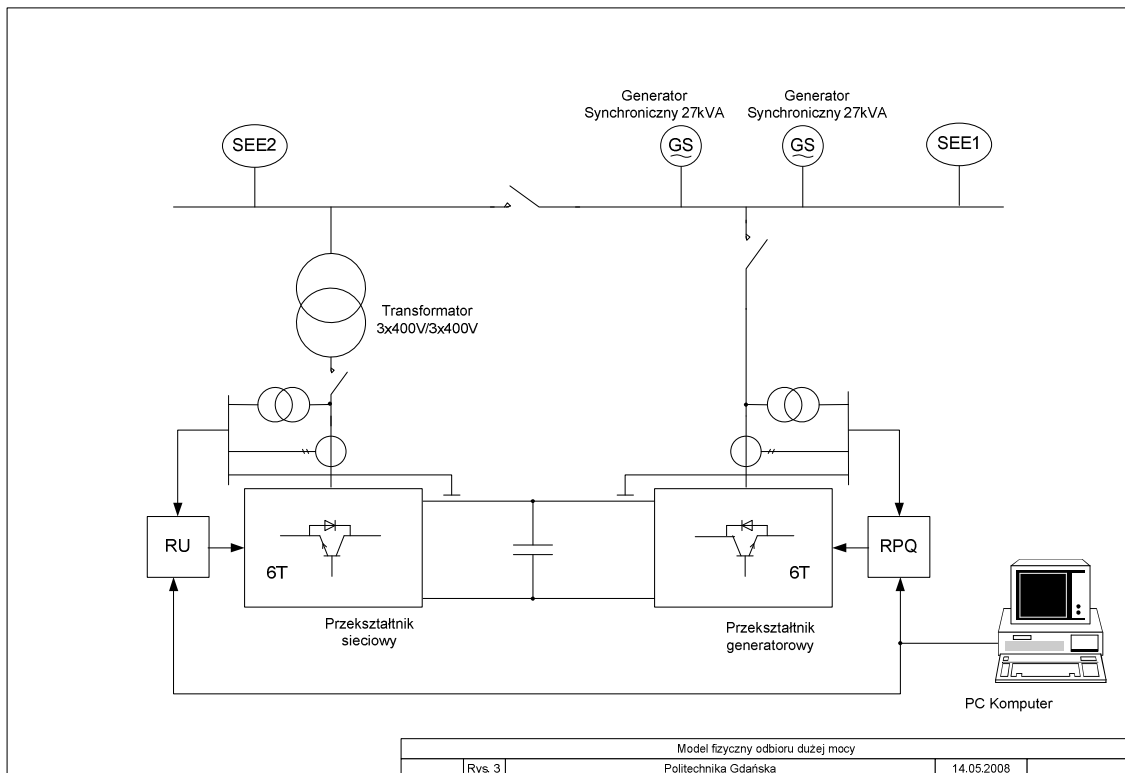 Generator
Synchroniczny 27kVA
Generator
Synchroniczny 27kVA
SEE2
GS
GS
SEE1
Transformator
3x400V/3x400V
RU
6T
6T
RPQ
Przekształtnik
sieciowy
Przekształtnik
generatorowy
PC Komputer
Model fizyczny odbioru dużej mocy
Rys. 3
Politechnika Gdańska
14.05.2008